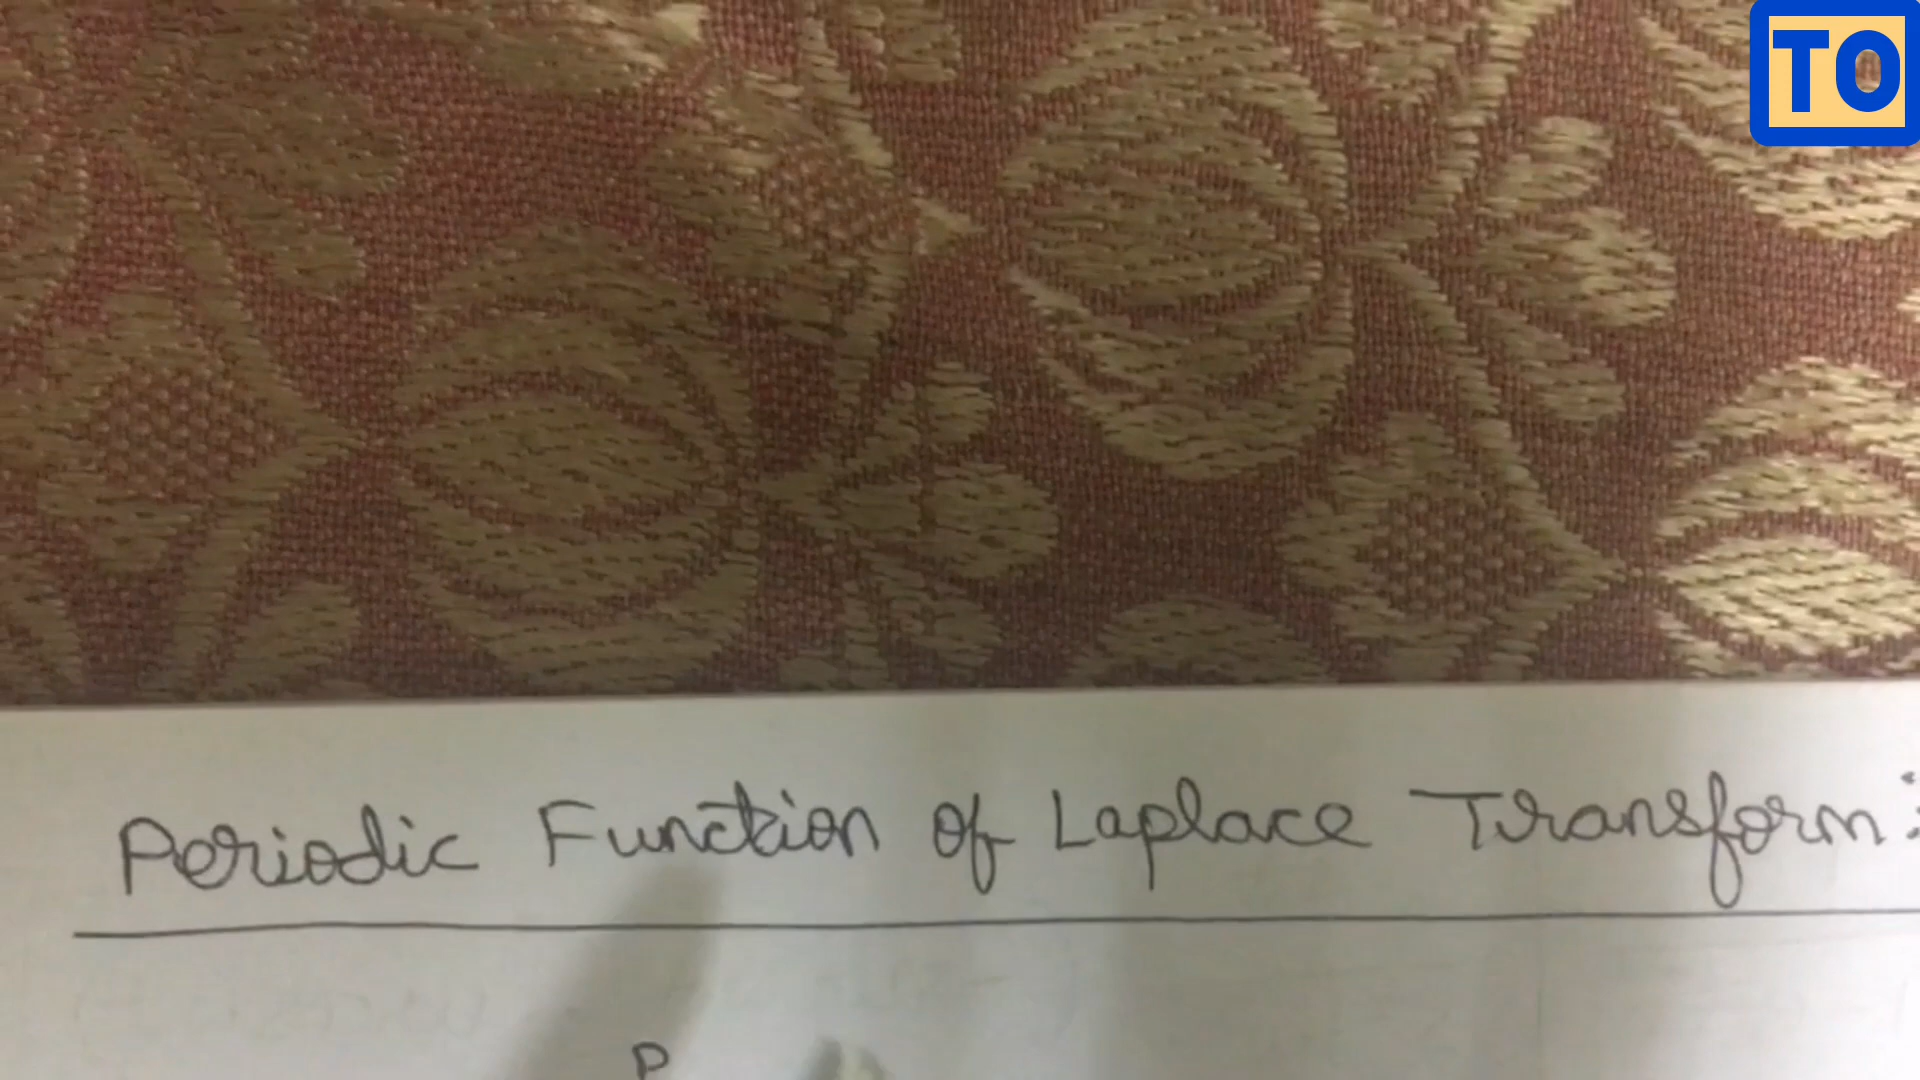 TO
Periodic Function of Laplace Transform :
P